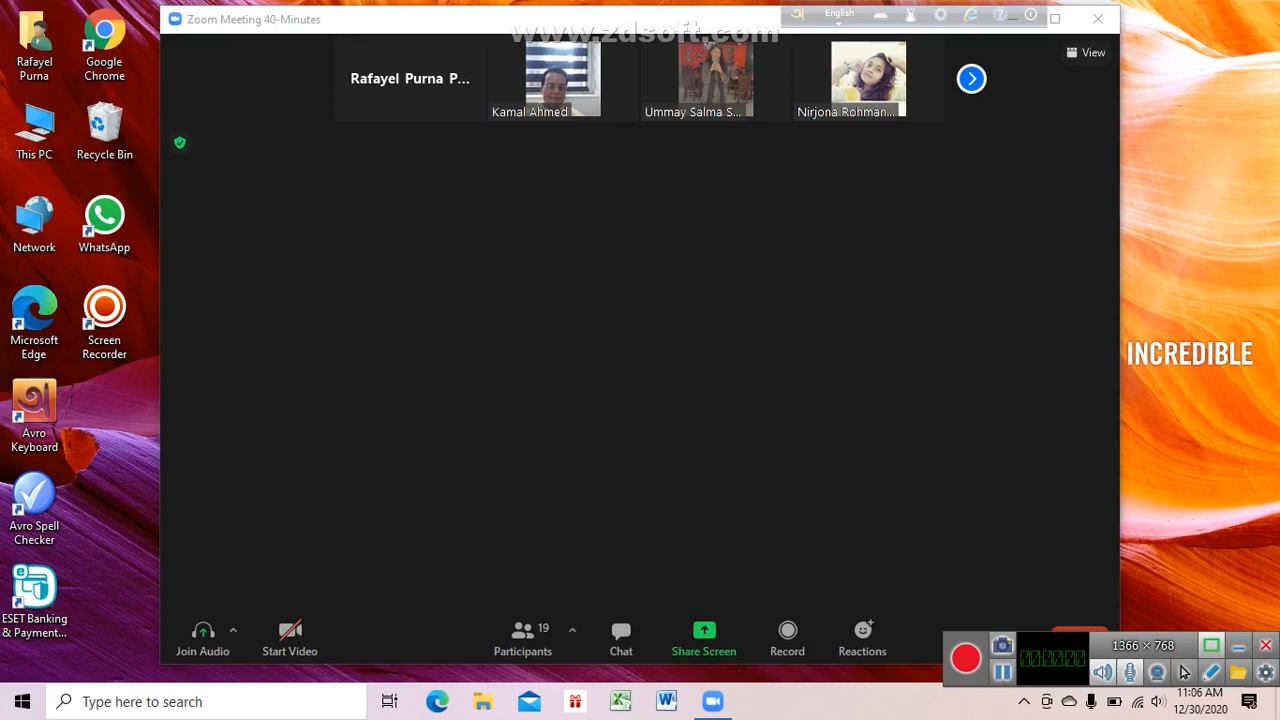 Rafayel
Purna
Google
Chrome
This PC
Recycle Bin
Network
WhatsApp
Microsoft
Edge
Screen
Recorder
Avro
Keyboard
Avro Spell
Checker
ESET Banking
& Payment...
Zoom Meeting 40-Minutes
www.zdsoft.com
English
Rafayel Purna P...
Kamal Ahmed
Ummay Salma S...
Nirjona Rohman...
View
INCREDIBLE
Join Audio
Start Video
19
Participants
Chat
Share Screen
Record
Reactions
1366 × 768
00:00:00
Type here to search
11:06 AM
12/30/2020